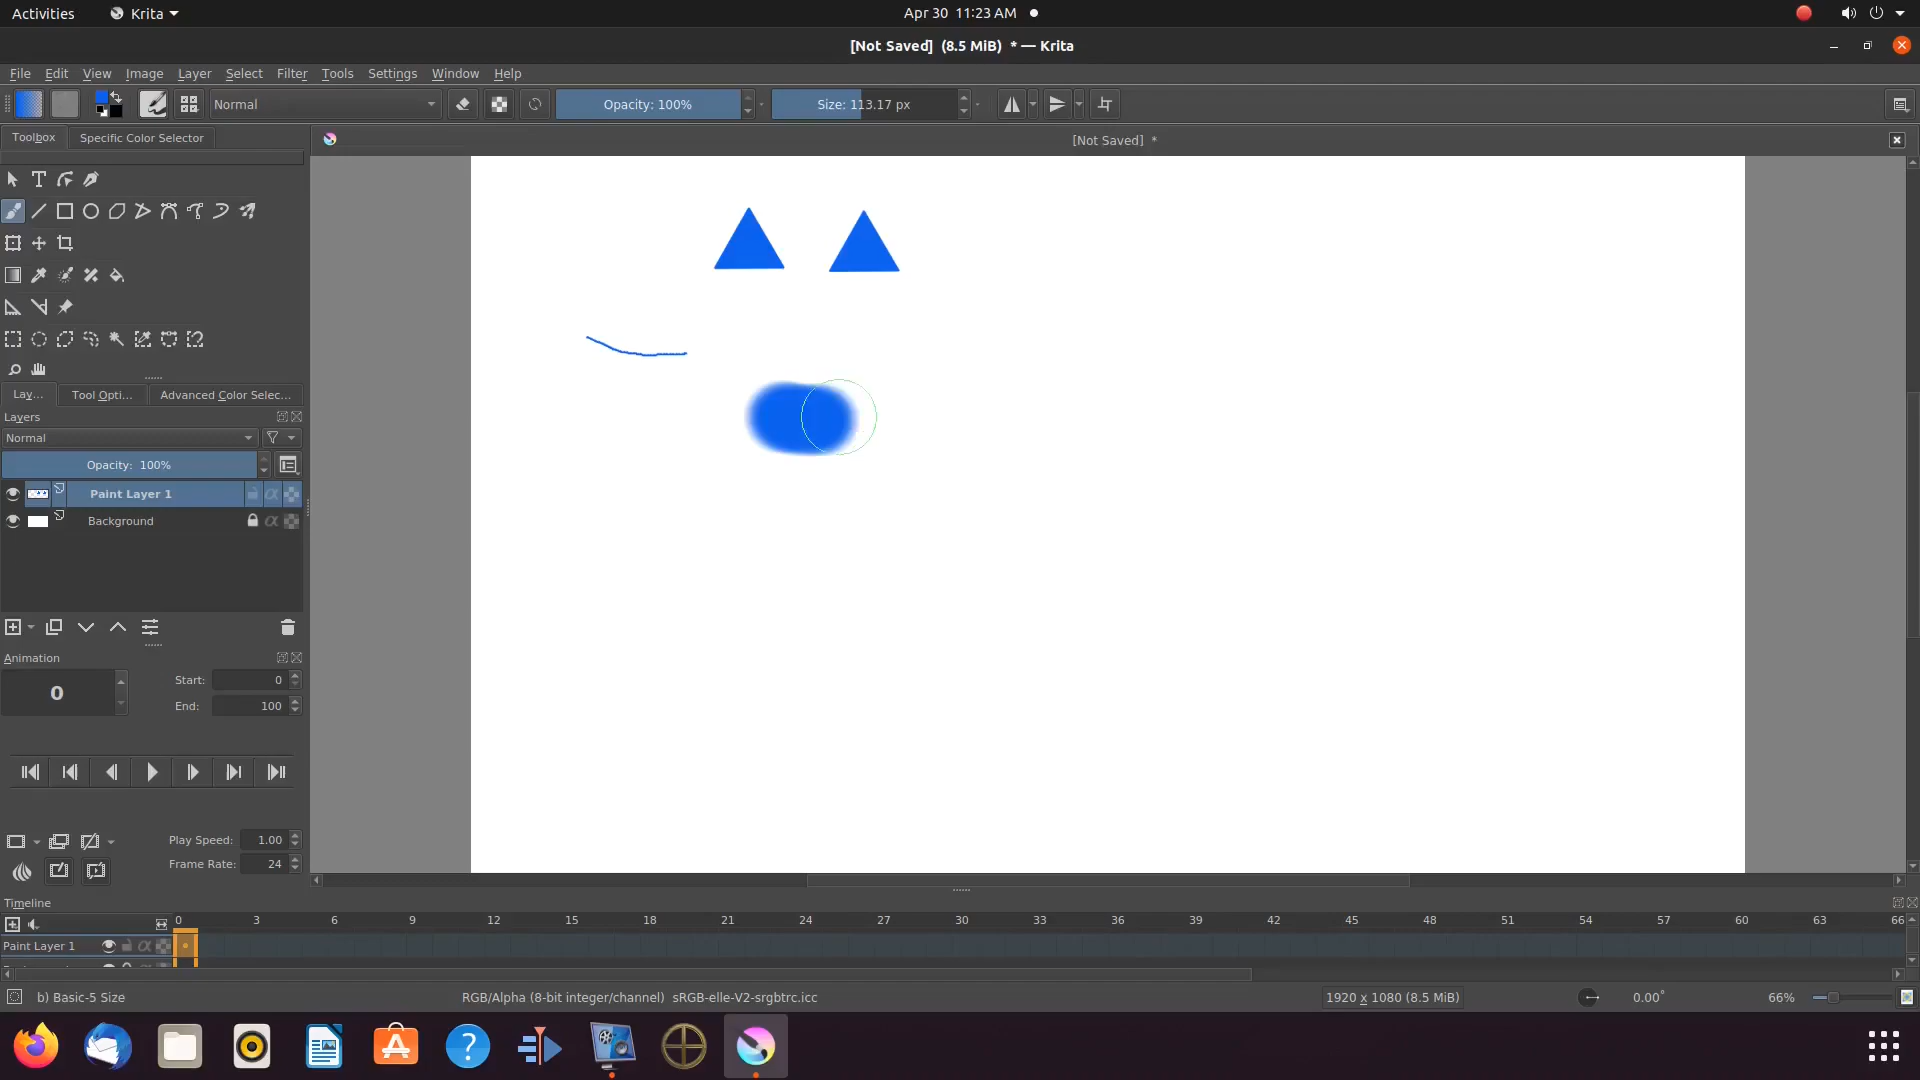 Activities Krita Apr 30 11:23 AM
[Not Saved] (8.5 MiB) * — Krita
File Edit View Image Layer Select Filter Tools Settings Window Help
Normal Opacity: 100% Size: 113.17 px
Toolbox Specific Color Selector [Not Saved] *
Lay... Tool Opti... Advanced Color Selec...
Layers
Normal
Opacity: 100%
Paint Layer 1
Background
Animation
0 Start: 0
End: 100
Play Speed: 1.00
Frame Rate: 24
Timeline
0 3 6 9 12 15 18 21 24 27 30 33 36 39 42 45 48 51 54 57 60 63 66
Paint Layer 1
b) Basic-5 Size RGB/Alpha (8-bit integer/channel) sRGB-elle-V2-srgbtrc.icc 1920 x 1080 (8.5 MiB) 0.00° 66%